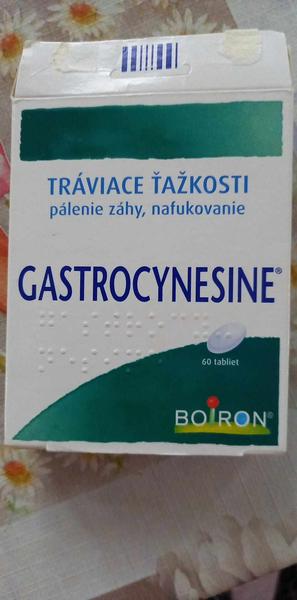 TRÁVIACE ŤAŽKOSTI
pálenie záhy, nafukovanie
GASTROCYNESINE®
60 tabliet
BOIRON®